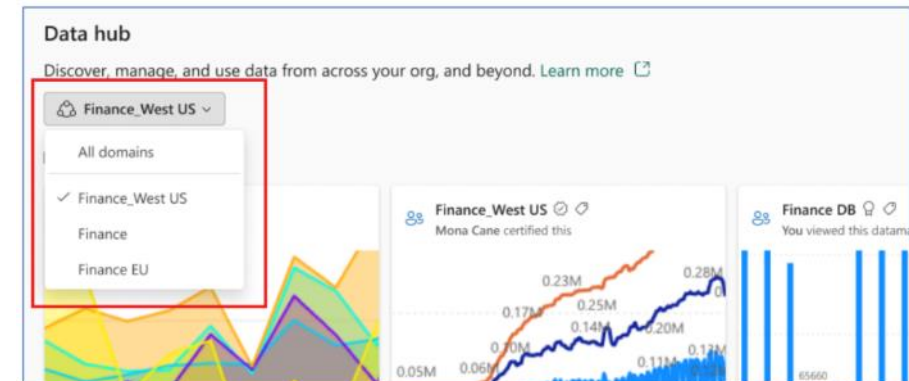 Data hub
Discover, manage, and use data from across your org, and beyond. Learn more
Finance_West US
All domains
Finance_West US
Finance
Finance EU
Finance_West US
Mona Cane certified this
Finance DB
You viewed this datama
0.23M
0.28M
0.17M
0.25M
0.14M
0.20M
0.10M
0.12M
0.05M
0.06M
0.11M
65660